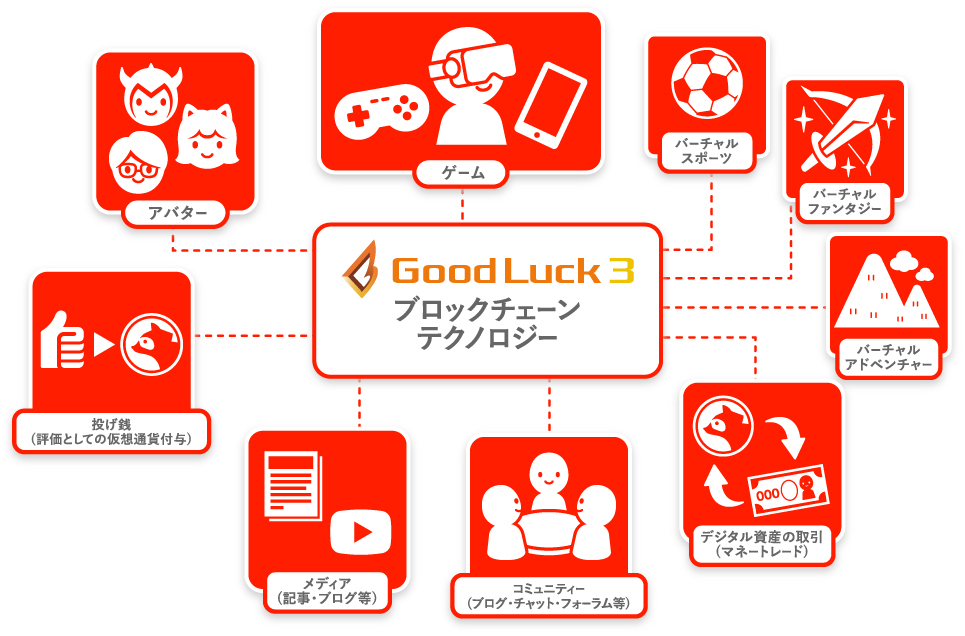 ゲーム
バーチャル
スポーツ
バーチャル
ファンタジー
アバター
Good Luck 3
ブロックチェーン
テクノロジー
バーチャル
アドベンチャー
投げ銭
(評価としての仮想通貨付与)
000
デジタル資産の取引
(マネートレード)
メディア
(記事・ブログ等)
コミュニティー
(ブログ・チャット・フォーラム等)